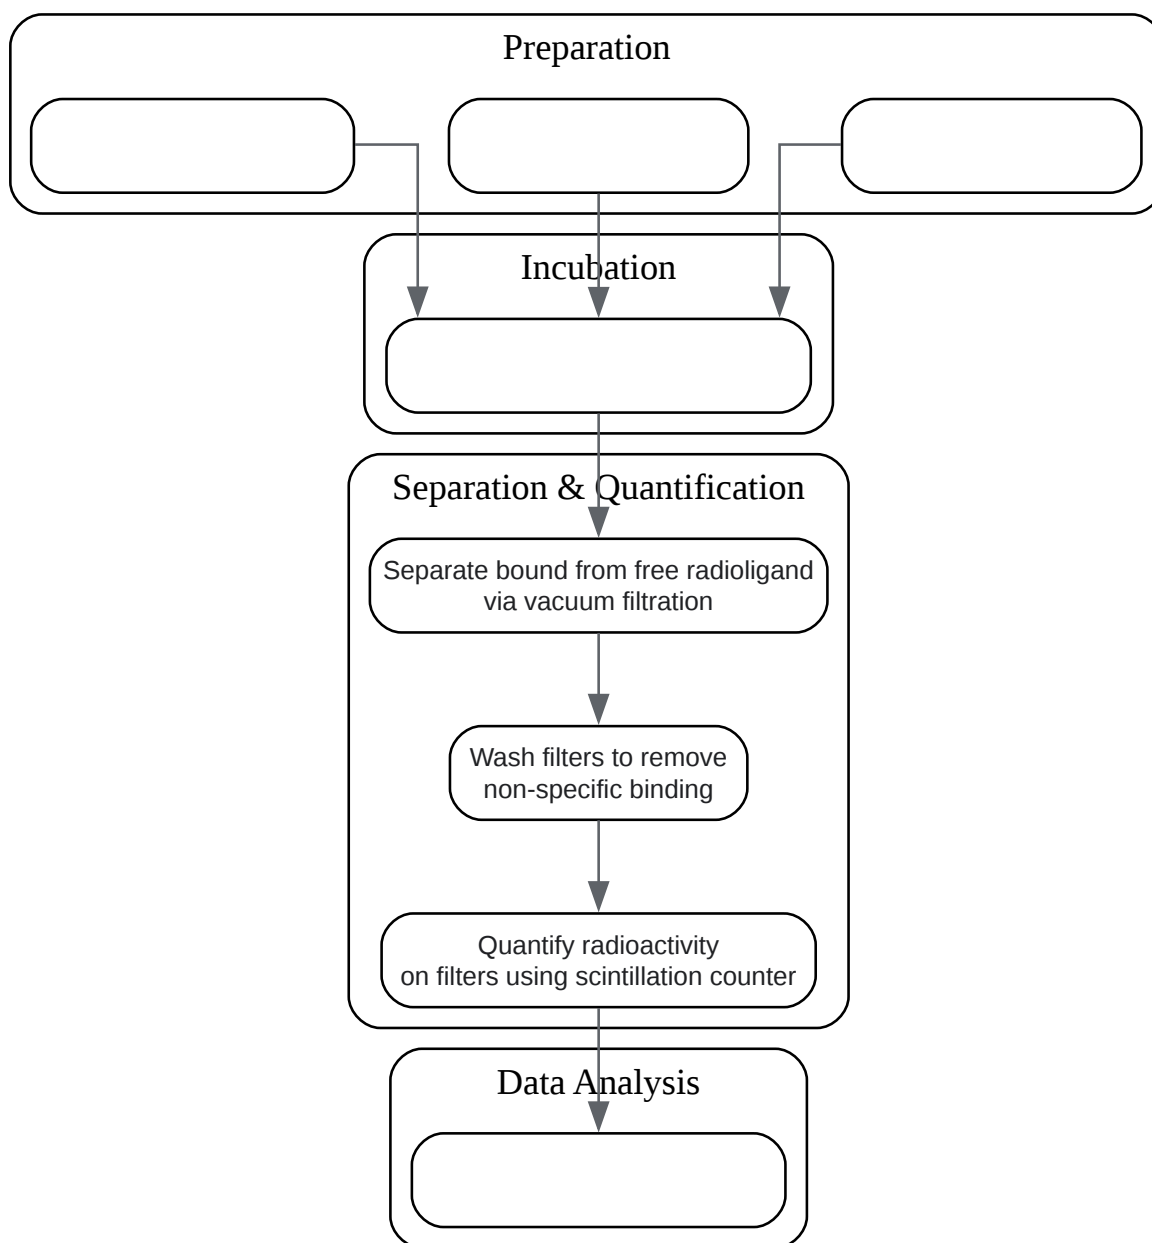 Preparation
Incubation
Separation & Quantification
Separate bound from free radioligand
via vacuum filtration
Wash filters to remove
non-specific binding
Quantify radioactivity
on filters using scintillation counter
Data Analysis